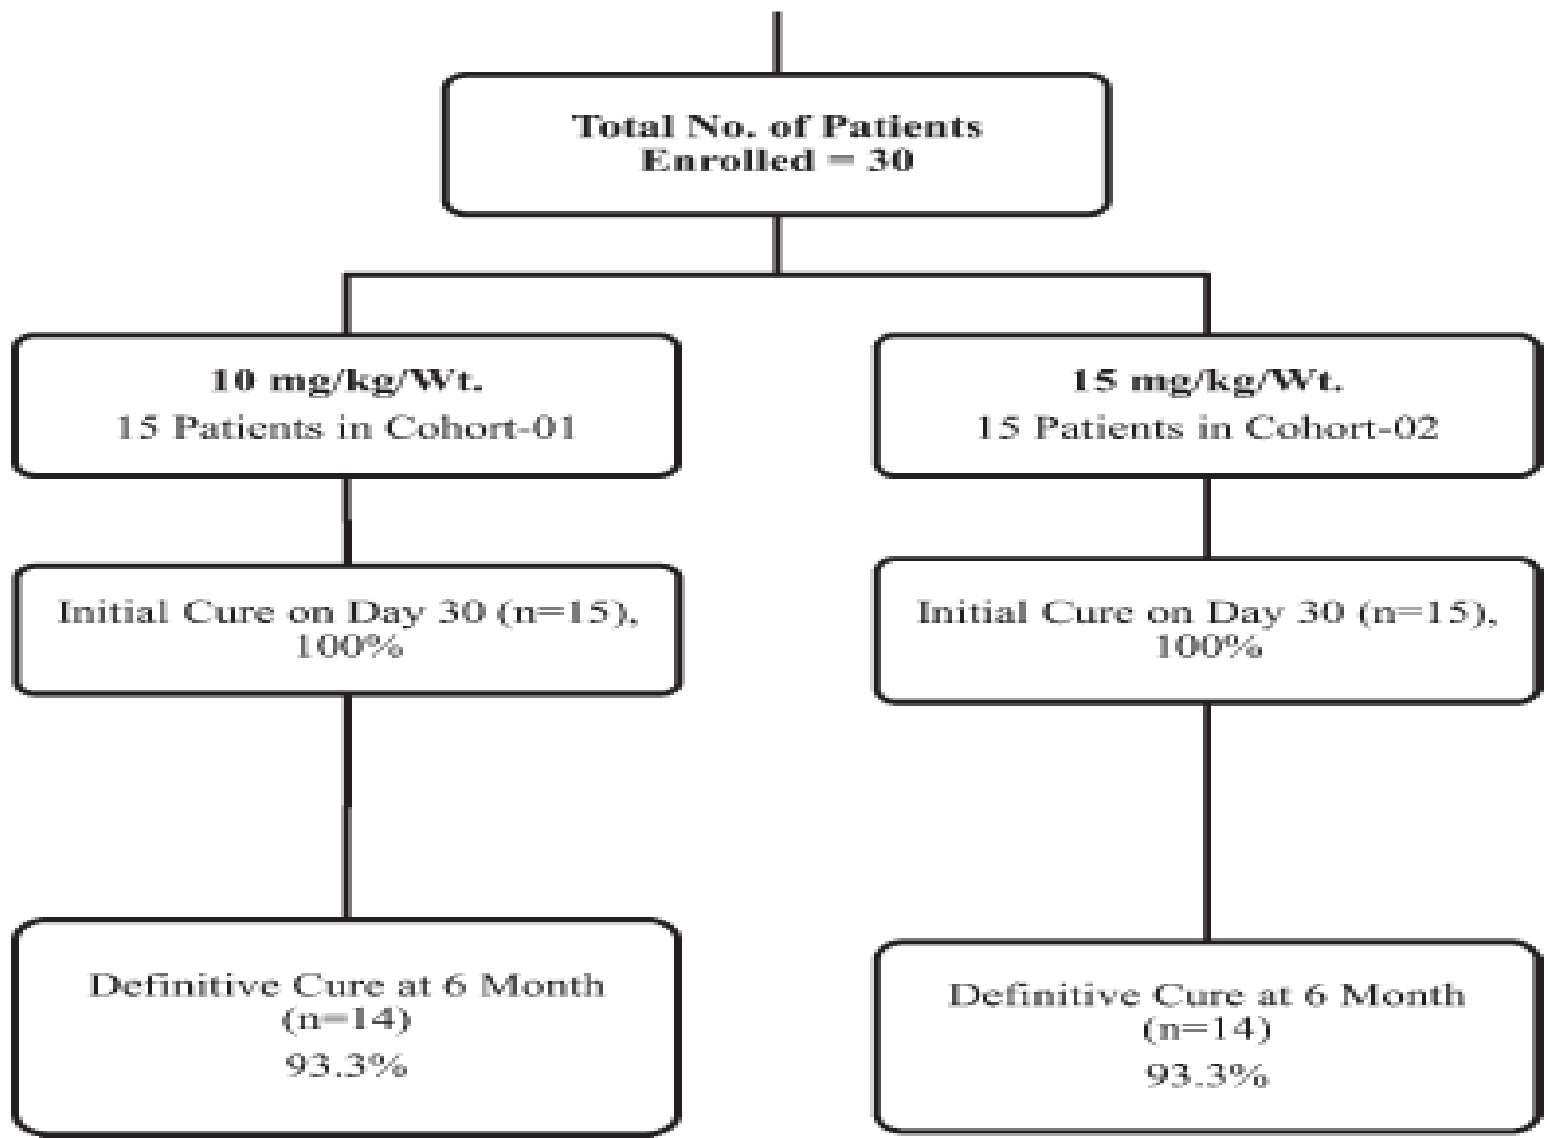 Total No. of Patients
Enrolled = 30
10 mg/kg/Wt.
15 Patients in Cohort-01
15 mg/kg/Wt.
15 Patients in Cohort-02
Initial Cure on Day 30 (n=15),
100%
Initial Cure on Day 30 (n=15),
100%
Definitive Cure at 6 Month
(n=14)
93.3%
Definitive Cure at 6 Month
(n=14)
93.3%